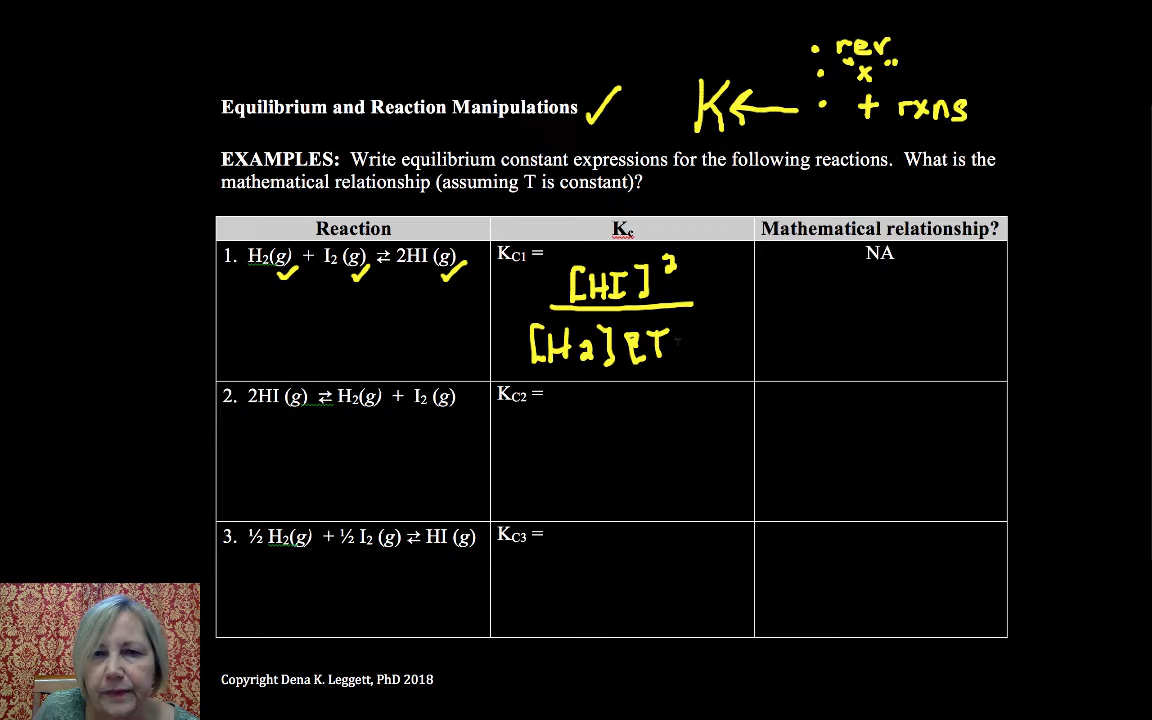 • rev
• "x"
K ← • + rxns
Equilibrium and Reaction Manipulations ✓
EXAMPLES: Write equilibrium constant expressions for the following reactions. What is the
mathematical relationship (assuming T is constant)?
Reaction Kc Mathematical relationship?
1. H2(g) + I2 (g) ⇄ 2HI (g) KC1 = NA
[HI]²
[H2] [I
2. 2HI (g) ⇄ H2(g) + I2 (g) KC2 =
3. ½ H2(g) + ½ I2 (g) ⇄ HI (g) KC3 =
Copyright Dena K. Leggett, PhD 2018